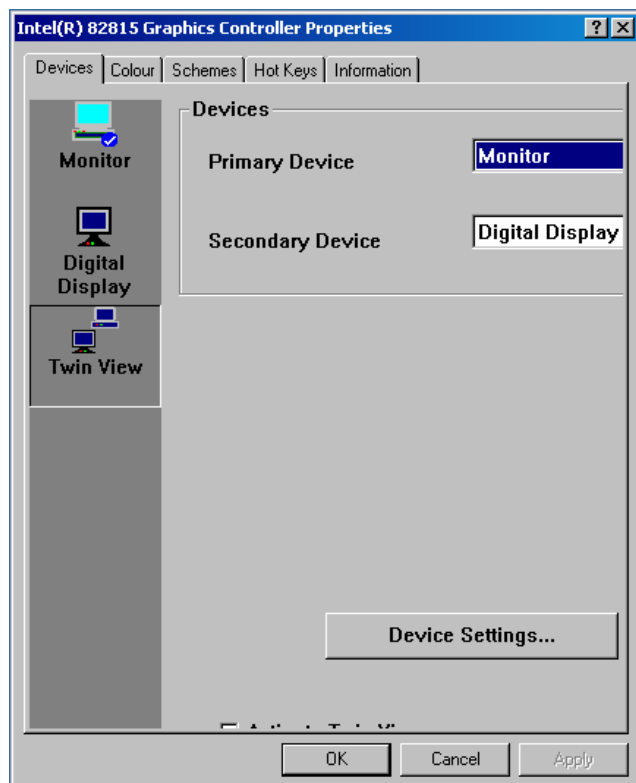 Intel(R) 82815 Graphics Controller Properties
Devices Colour Schemes Hot Keys Information
Monitor
Digital
Display
Twin View
Devices
Primary Device Monitor
Secondary Device Digital Display
Device Settings...
OK Cancel Apply